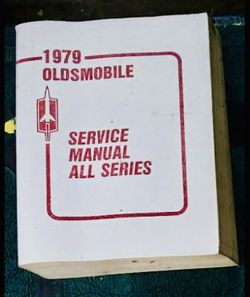 1979
OLDSMOBILE
SERVICE
MANUAL
ALL SERIES